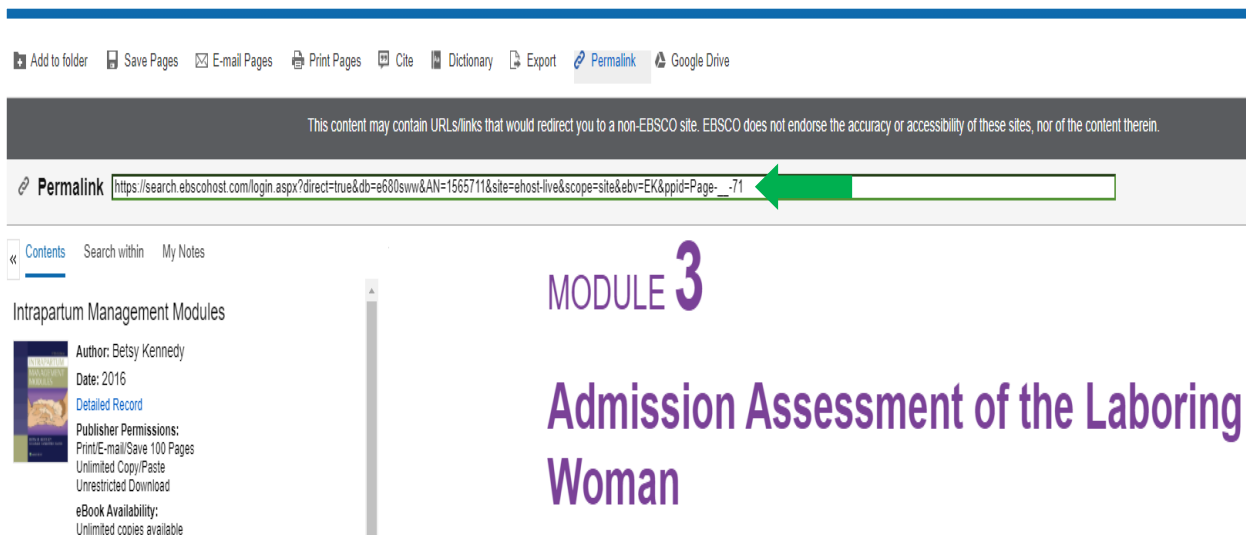 Add to folder Save Pages E-mail Pages Print Pages Cite Dictionary Export Permalink Google Drive
This content may contain URLs/links that would redirect you to a non-EBSCO site. EBSCO does not endorse the accuracy or accessibility of these sites, nor of the content therein.
Permalink https://search.ebscohost.com/login.aspx?direct=true&db=e680sww&AN=1565711&site=ehost-live&scope=site&ebv=EK&ppid=Page-__-71
« Contents Search within My Notes
Intrapartum Management Modules
Author: Betsy Kennedy
Date: 2016
Detailed Record
Publisher Permissions:
Print/E-mail/Save 100 Pages
Unlimited Copy/Paste
Unrestricted Download
eBook Availability:
Unlimited copies available
MODULE 3
Admission Assessment of the Laboring
Woman